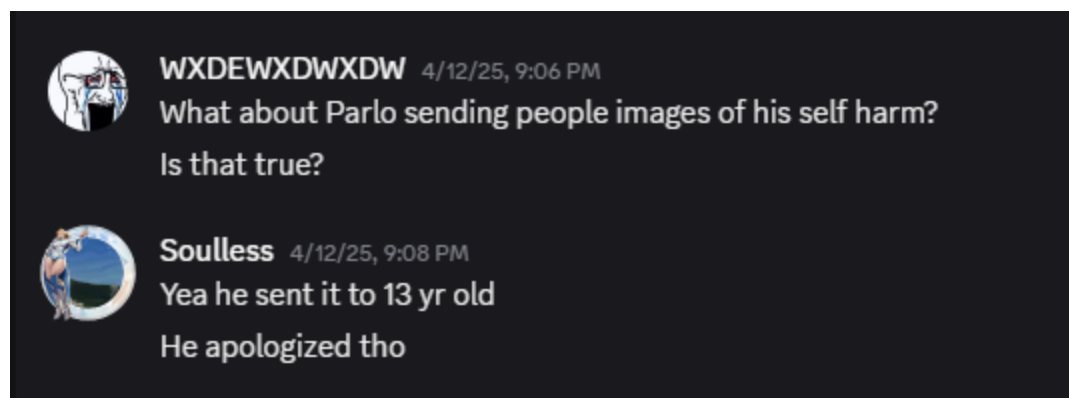 WXDEWXDWXDW 4/12/25, 9:06 PM
What about Parlo sending people images of his self harm?
Is that true?
Soulless 4/12/25, 9:08 PM
Yea he sent it to 13 yr old
He apologized tho